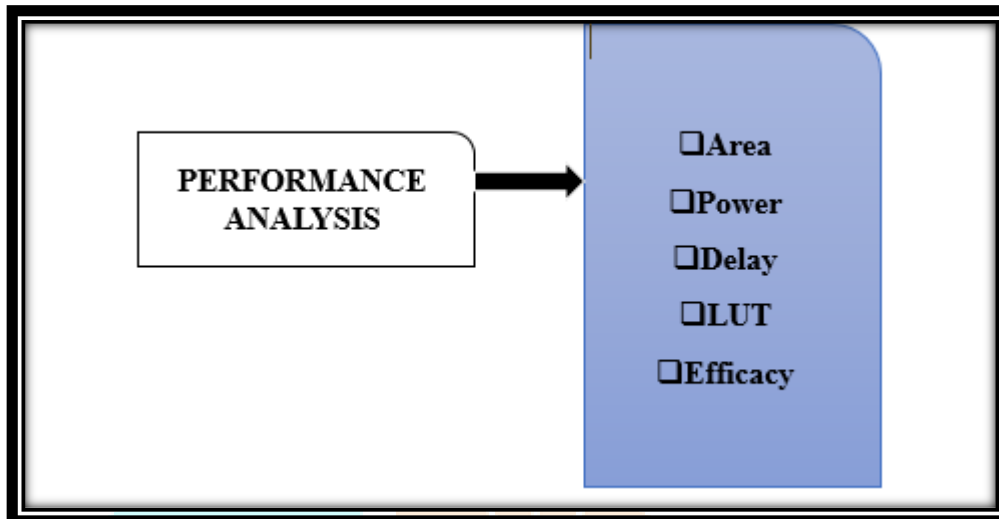 PERFORMANCE
ANALYSIS
❑Area
❑Power
❑Delay
❑LUT
❑Efficacy